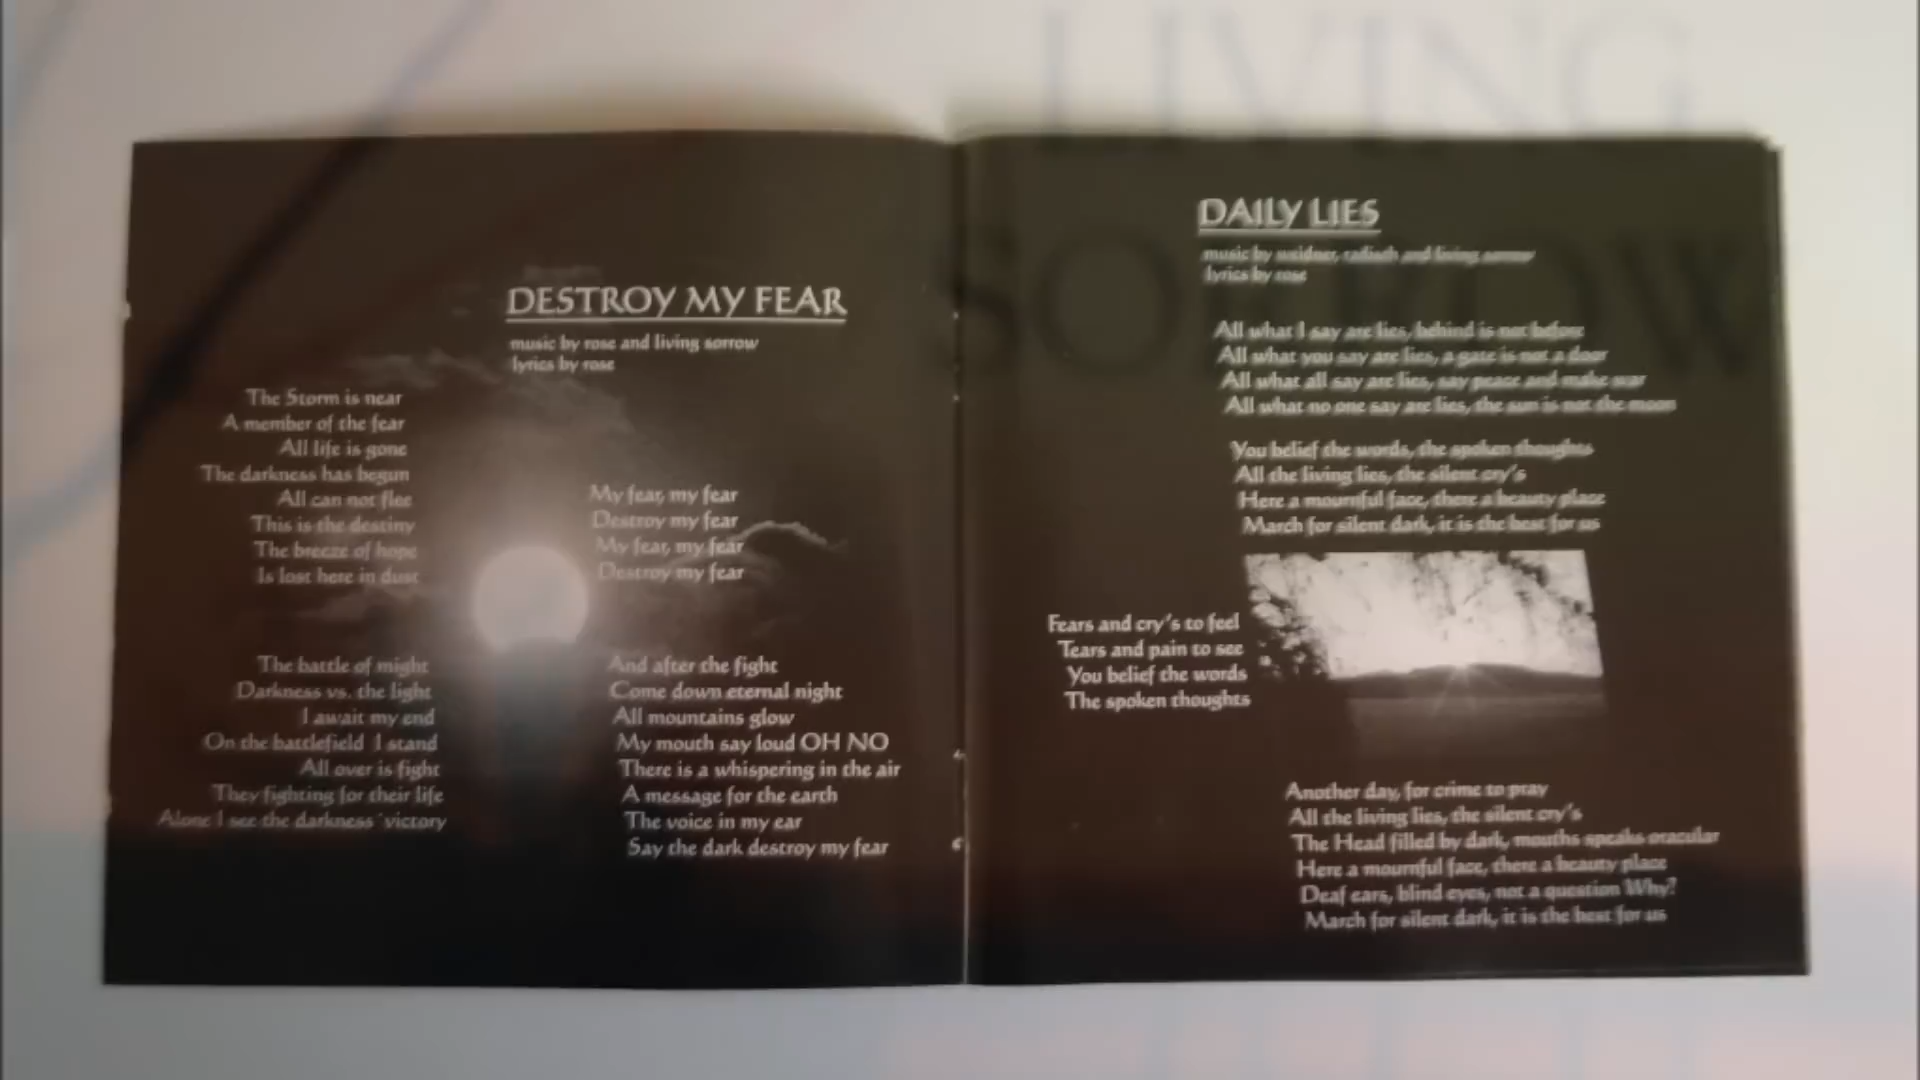 LIVING
SORROW
DESTROY MY FEAR
music by rose and living sorrow
lyrics by rose
The Storm is near
A member of the fear
All life is gone
The darkness has begun
All can not flee
This is the destiny
The breeze of hope
Is lost here in dust
My fear, my fear
Destroy my fear
My fear, my fear
Destroy my fear
The battle of might
Darkness vs. the light
I await my end
On the battlefield I stand
All over is fight
They fighting for their life
Alone I see the darkness´victory
And after the fight
Come down eternal night
All mountains glow
My mouth say loud OH NO
There is a whispering in the air
A message for the earth
The voice in my ear
Say the dark destroy my fear
DAILY LIES
music by weidner, and living sorrow
lyrics by rose
All what I say are lies, behind is not before
All what you say are lies, a gate is not a door
All what all say are lies, say peace and make war
All what no one say are lies, the sun is not the moon
You belief the words, the spoken thoughts
All the living lies, the silent cry's
Here a mournful face, there a beauty place
March for silent dark, it is the best for us
Fears and cry's to feel
Tears and pain to see
You belief the words
The spoken thoughts
Another day, for crime to pray
All the living lies, the silent cry's
The Head filled by dark, mouths speaks oracular
Here a mournful face, there a beauty place
Deaf ears, blind eyes, not a question Why?
March for silent dark, it is the best for us